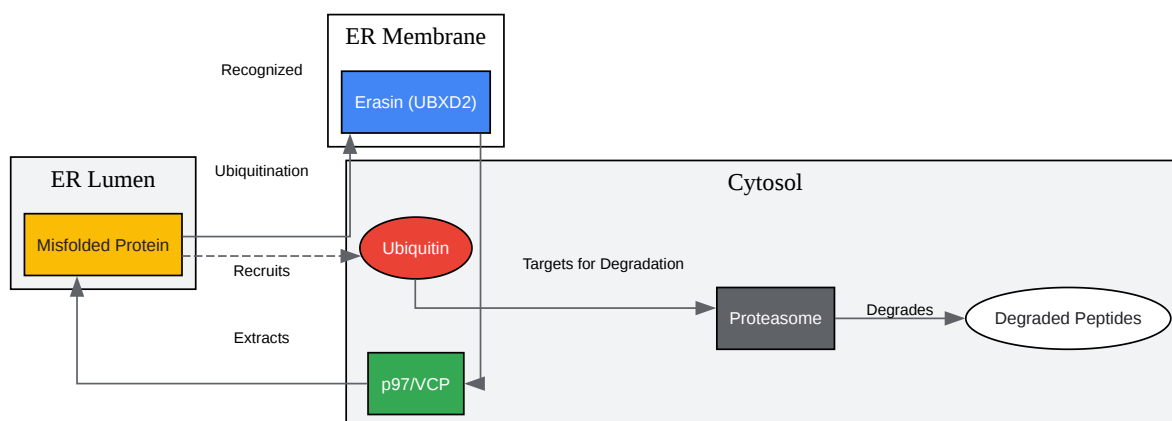 ER Membrane
Recognized
Erasin (UBXD2)
Ubiquitination
ER Lumen
Cytosol
Misfolded Protein
Ubiquitin
Recruits
Targets for Degradation
Proteasome
Degrades
Degraded Peptides
Extracts
p97/VCP